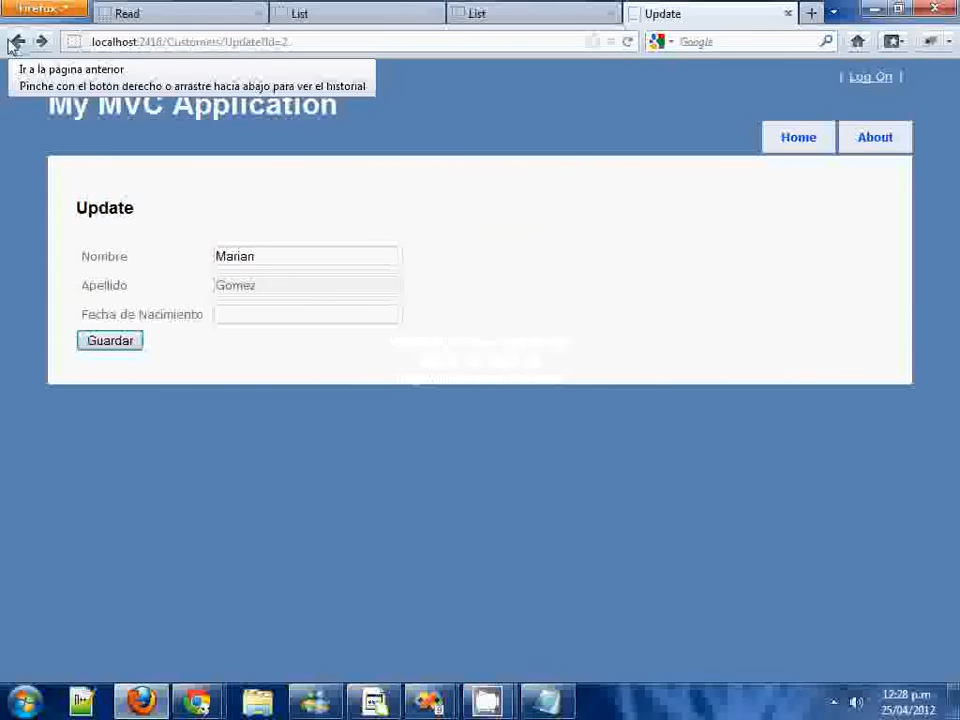 Firefox
Read
List
List
Update
localhost:2418/Customers/Update?Id=2
Google
Ir a la página anterior
Pinche con el botón derecho o arrastre hacia abajo para ver el historial
| Log On |
My MVC Application
Home
About
Update
Nombre
Marian
Apellido
Gomez
Fecha de Nacimiento
Guardar
12:28 p.m.
25/04/2012